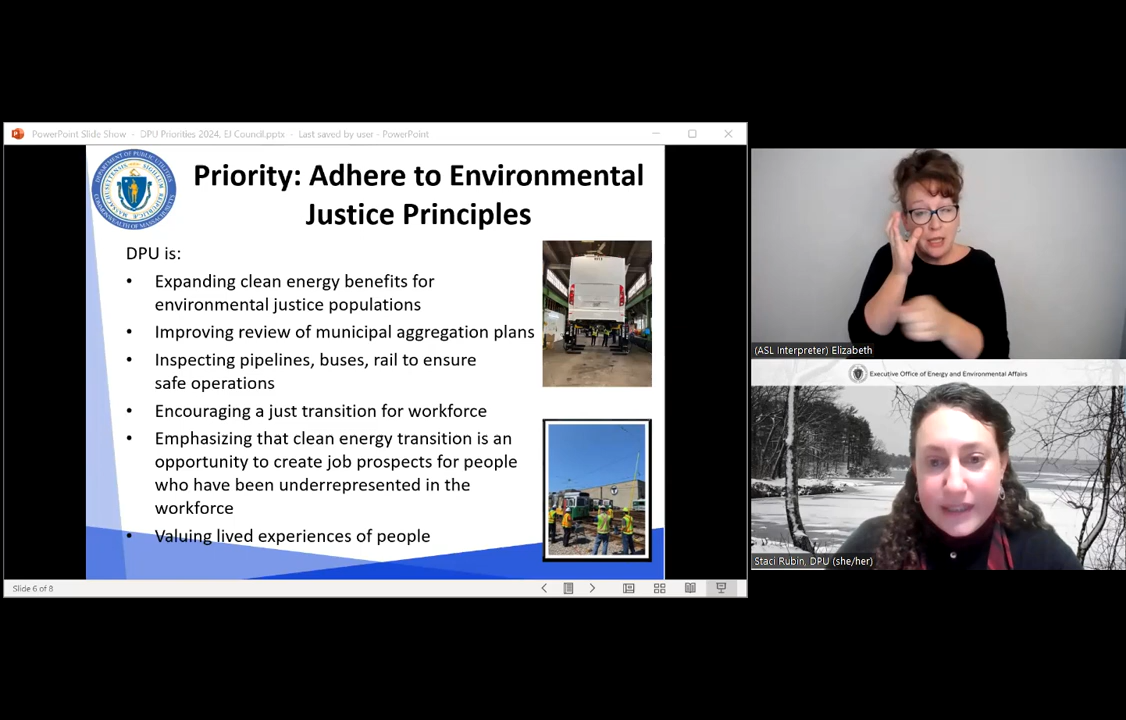 PowerPoint Slide Show - DPU Priorities 2024, EJ Council.pptx - Last saved by user - PowerPoint
Priority: Adhere to Environmental
Justice Principles
DPU is:
• Expanding clean energy benefits for
environmental justice populations
• Improving review of municipal aggregation plans
• Inspecting pipelines, buses, rail to ensure
safe operations
• Encouraging a just transition for workforce
• Emphasizing that clean energy transition is an
opportunity to create job prospects for people
who have been underrepresented in the
workforce
• Valuing lived experiences of people
Slide 6 of 8
(ASL Interpreter) Elizabeth
Executive Office of Energy and Environmental Affairs
Staci Rubin, DPU (she/her)